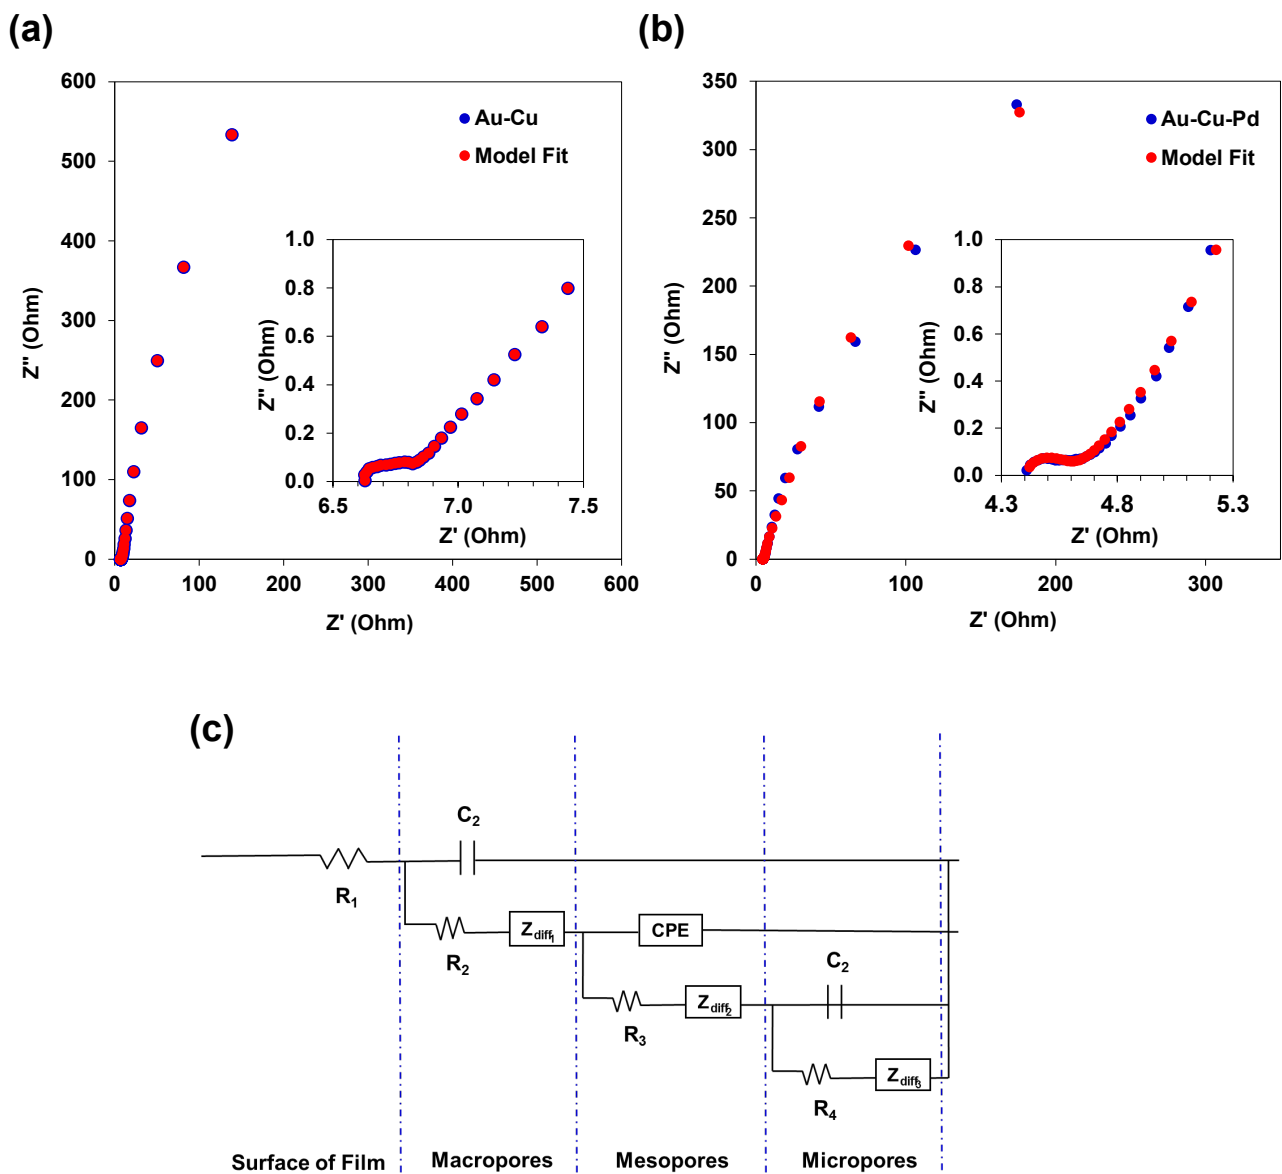 (a)
600
500
400
300
200
100
0
Z'' (Ohm)
0 100 200 300 400 500 600
Z' (Ohm)
Au-Cu
Model Fit
1.0
0.8
0.6
0.4
0.2
0.0
Z'' (Ohm)
6.5 7.0 7.5
Z' (Ohm)
(b)
350
300
250
200
150
100
50
0
Z'' (Ohm)
0 100 200 300
Z' (Ohm)
Au-Cu-Pd
Model Fit
1.0
0.8
0.6
0.4
0.2
0.0
Z'' (Ohm)
4.3 4.8 5.3
Z' (Ohm)
(c)
C₂
R₁
Z_diff₁
CPE
R₂
C₂
Z_diff₂
R₃
Z_diff₃
R₄
Surface of Film Macropores Mesopores Micropores